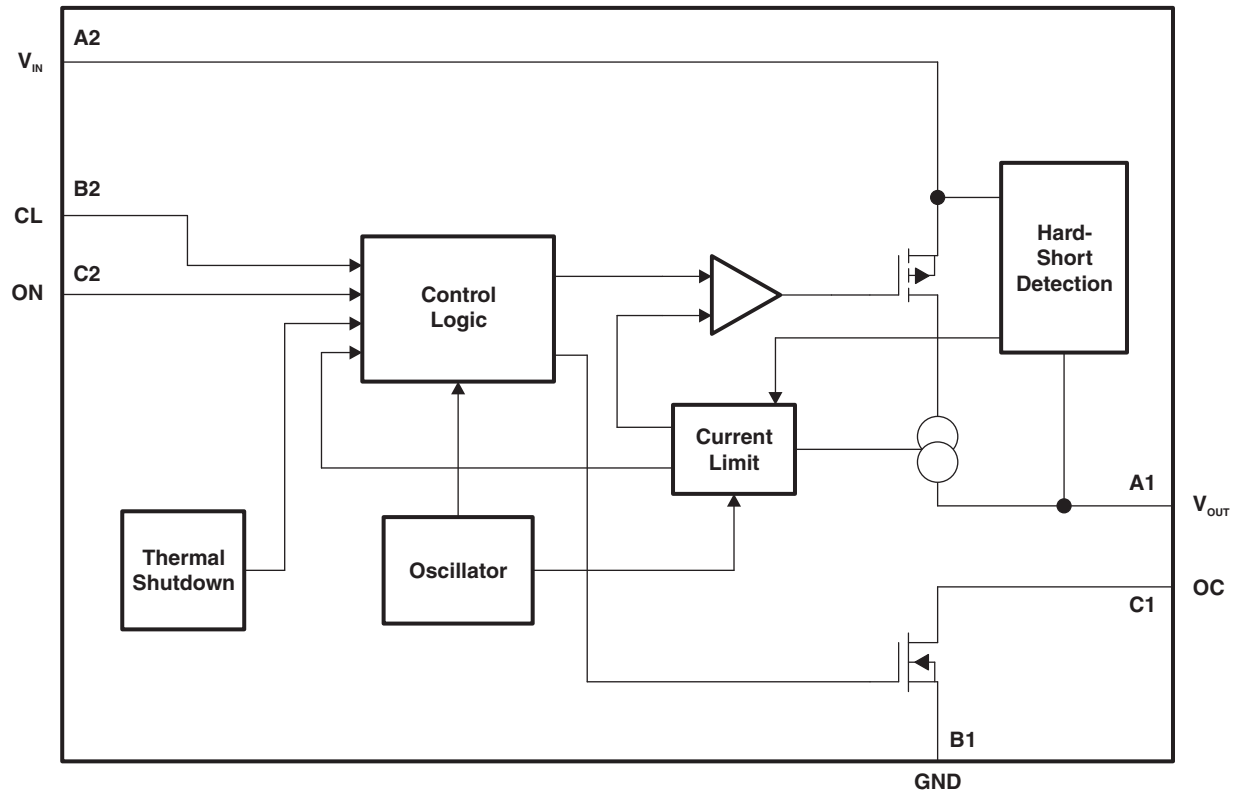 A2
V_IN
B2
CL
C2
ON
Control
Logic
Hard-
Short
Detection
Current
Limit
A1
V_OUT
Thermal
Shutdown
Oscillator
OC
C1
B1
GND